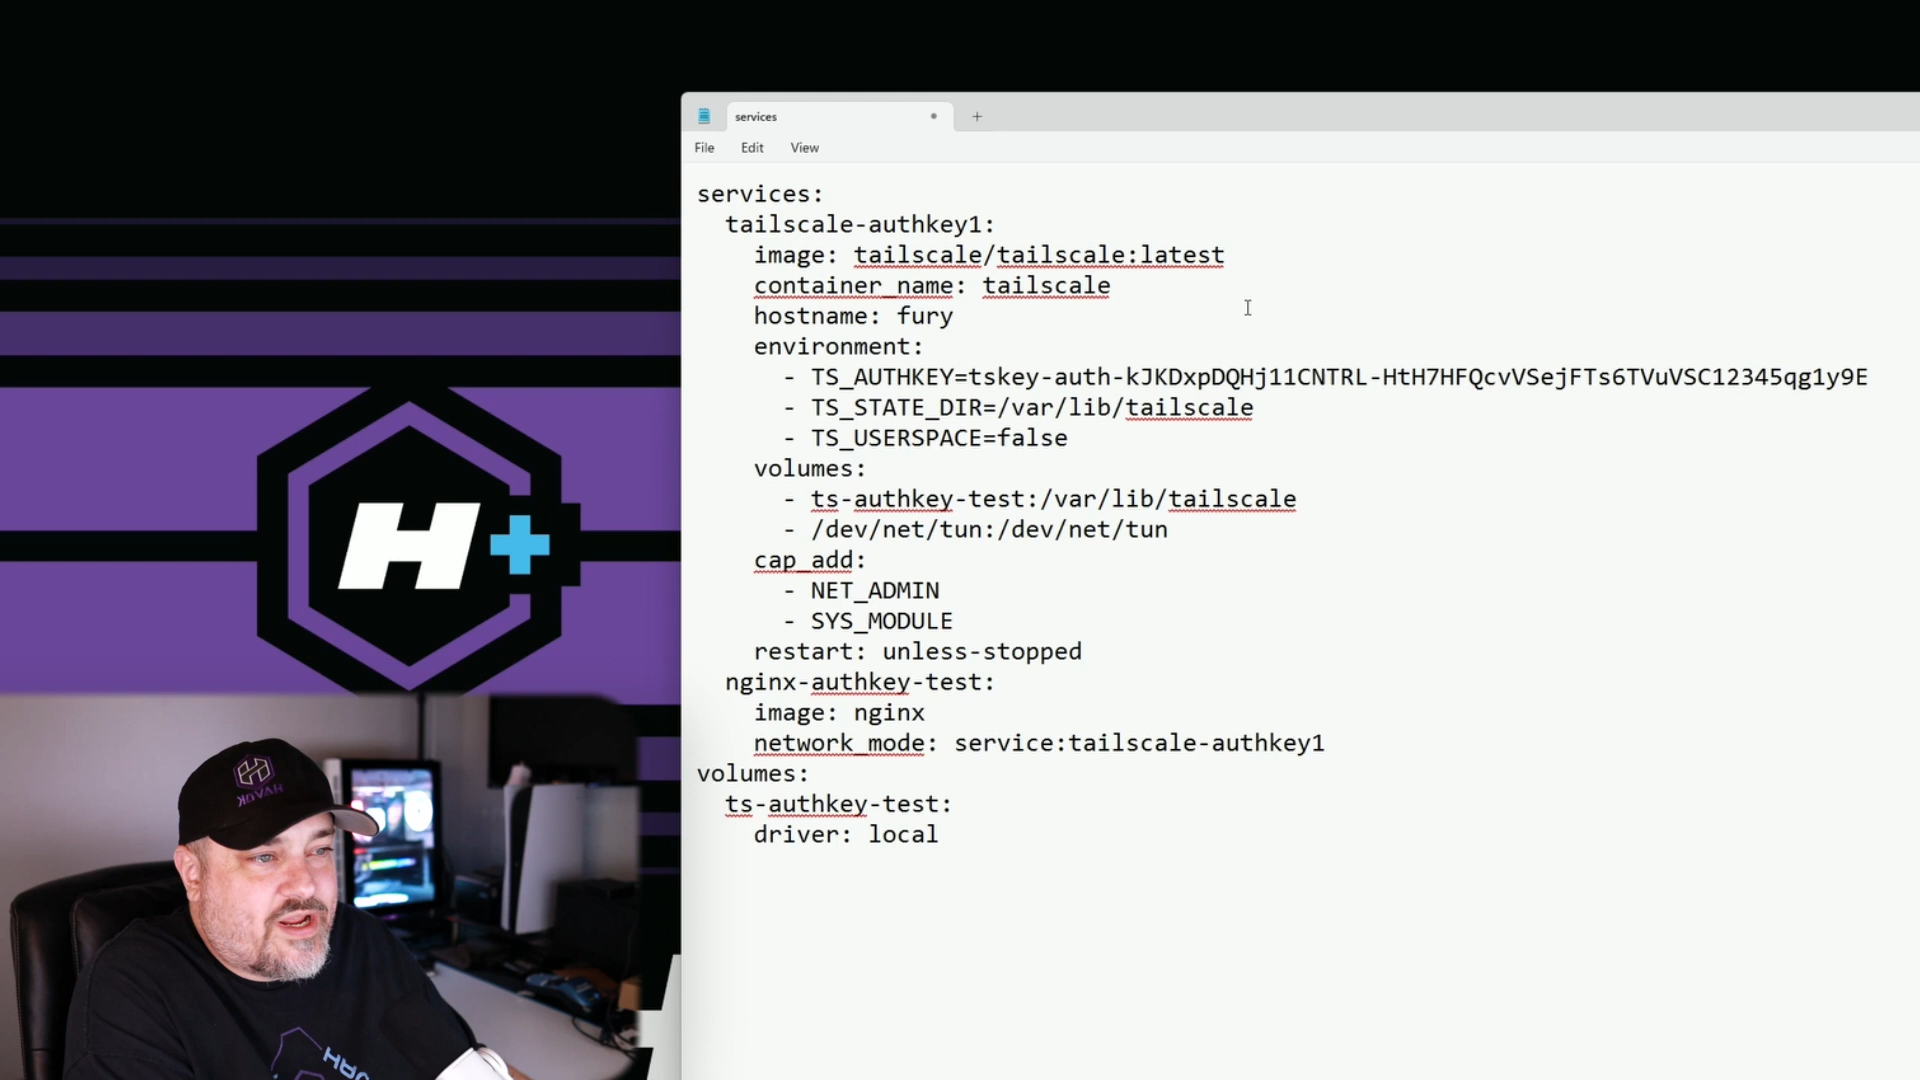 services
File Edit View
services:
  tailscale-authkey1:
    image: tailscale/tailscale:latest
    container_name: tailscale
    hostname: fury
    environment:
      - TS_AUTHKEY=tskey-auth-kJKDxpDQHj11CNTRL-HtH7HFQcvVSejFTs6TVuVSC12345qg1y9E
      - TS_STATE_DIR=/var/lib/tailscale
      - TS_USERSPACE=false
    volumes:
      - ts-authkey-test:/var/lib/tailscale
      - /dev/net/tun:/dev/net/tun
    cap_add:
      - NET_ADMIN
      - SYS_MODULE
    restart: unless-stopped
  nginx-authkey-test:
    image: nginx
    network_mode: service:tailscale-authkey1
volumes:
  ts-authkey-test:
    driver: local
H+